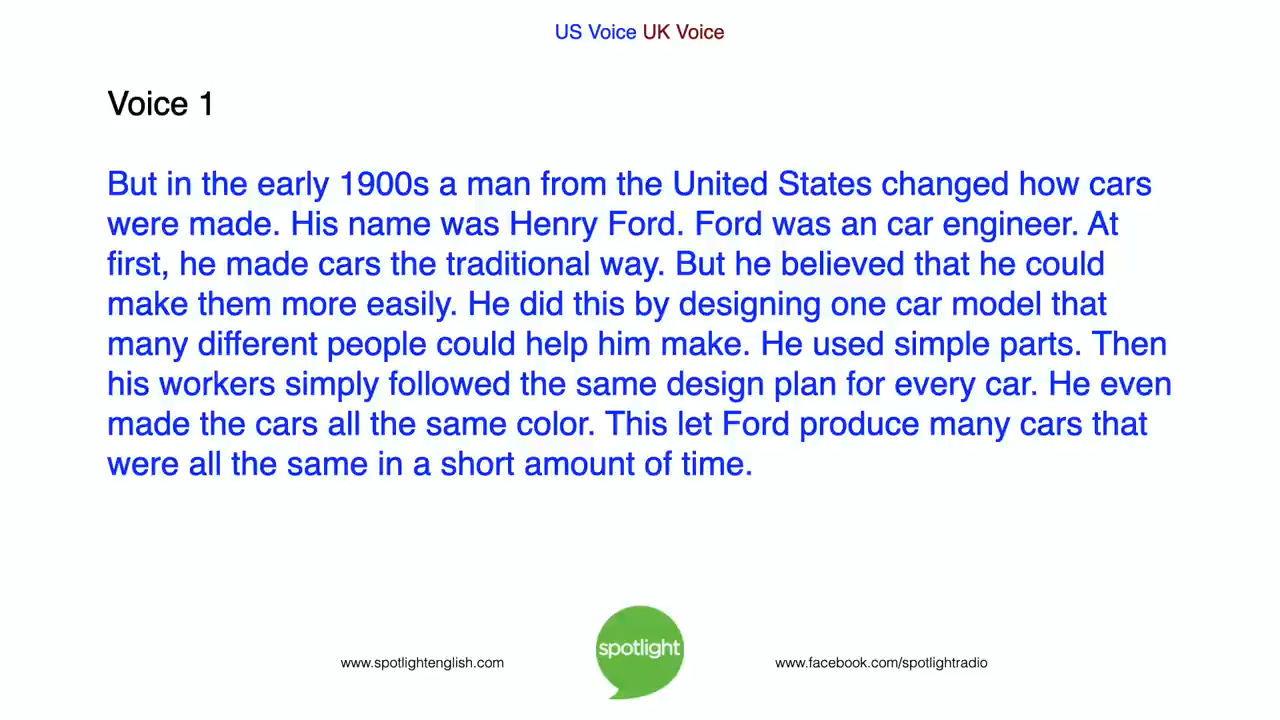 US Voice UK Voice
Voice 1
But in the early 1900s a man from the United States changed how cars
were made. His name was Henry Ford. Ford was an car engineer. At
first, he made cars the traditional way. But he believed that he could
make them more easily. He did this by designing one car model that
many different people could help him make. He used simple parts. Then
his workers simply followed the same design plan for every car. He even
made the cars all the same color. This let Ford produce many cars that
were all the same in a short amount of time.
www.spotlightenglish.com
spotlight
www.facebook.com/spotlightradio